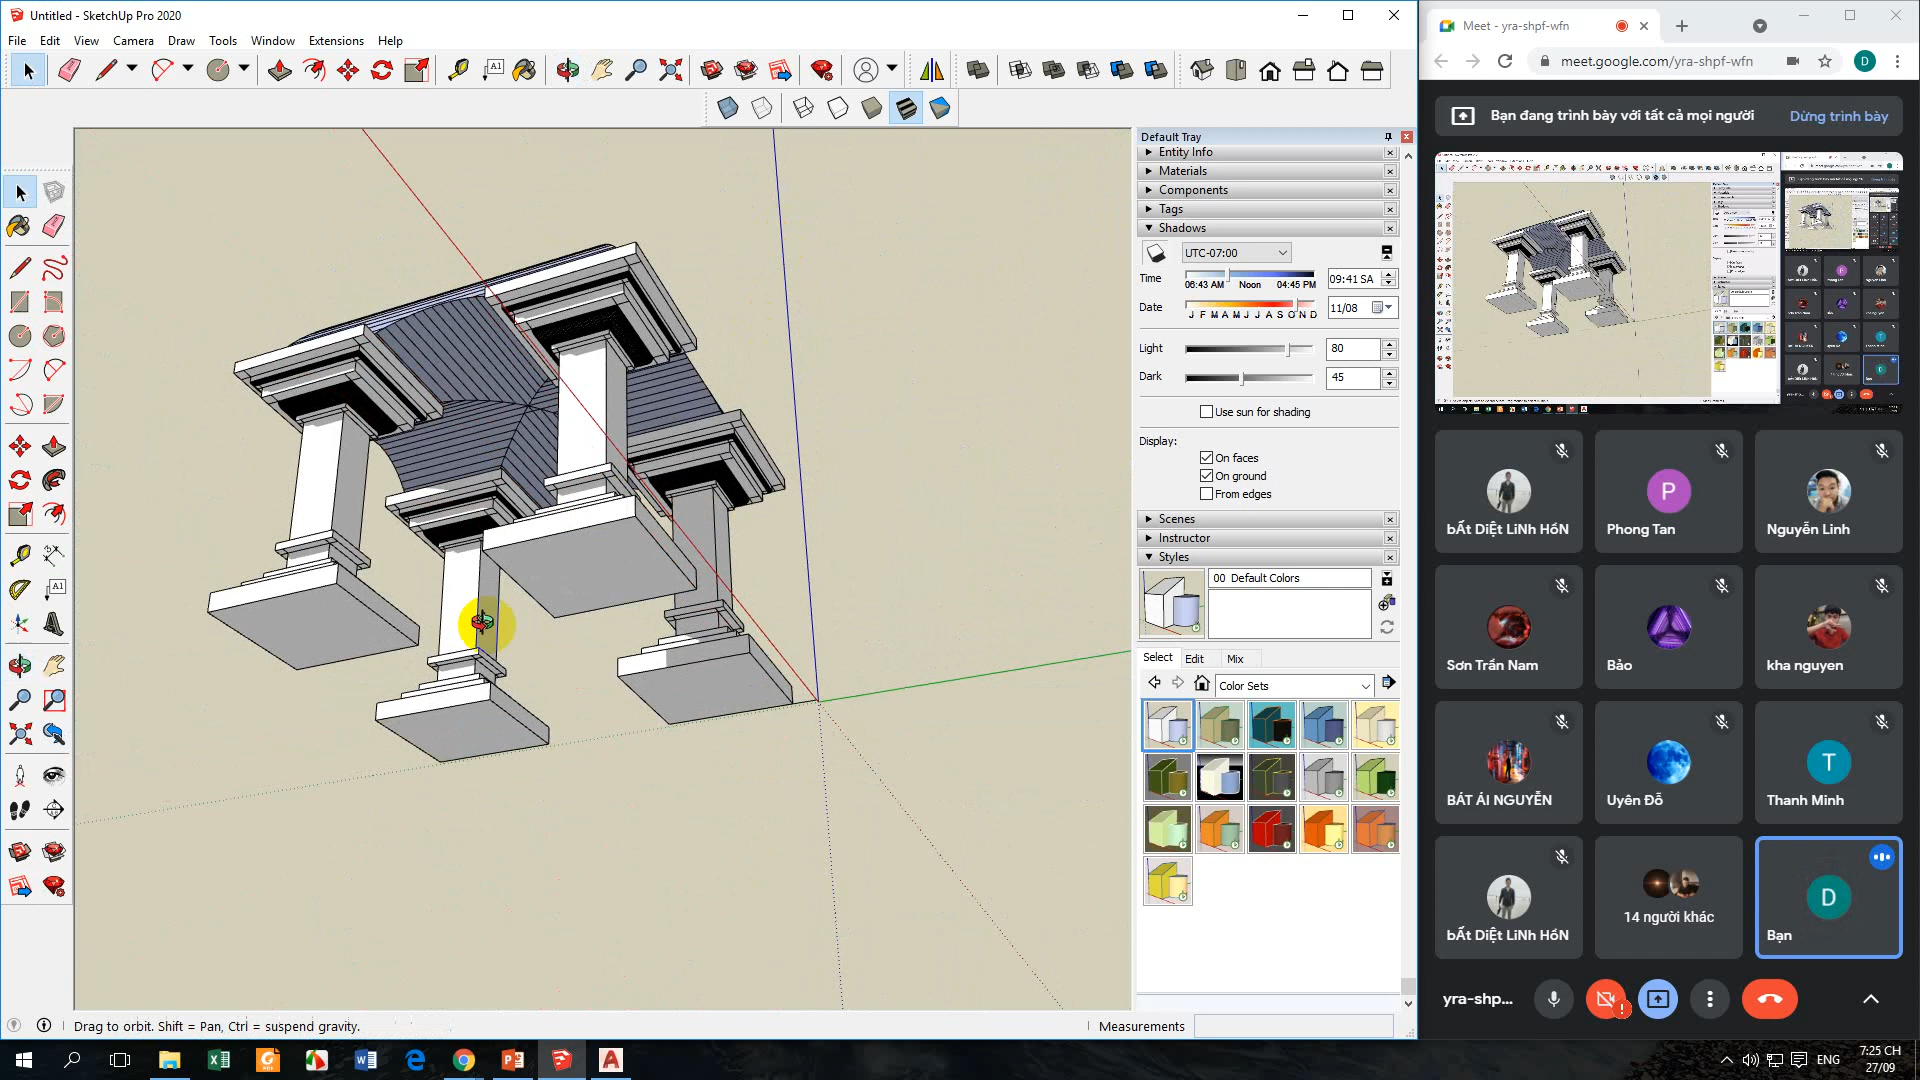 Untitled - SketchUp Pro 2020
File Edit View Camera Draw Tools Window Extensions Help
A1
A1
Default Tray
Entity Info
Materials
Components
Tags
Shadows
UTC-07:00
Time
06:43 AM Noon 04:45 PM
09:41 SA
Date
J F M A M J J A S O N D
11/08
Light
80
Dark
45
Use sun for shading
Display:
On faces
On ground
From edges
Scenes
Instructor
Styles
00 Default Colors
Select Edit Mix
Color Sets
Drag to orbit. Shift = Pan, Ctrl = suspend gravity.
Measurements
Meet - yra-shpf-wfn
meet.google.com/yra-shpf-wfn
D
Bạn đang trình bày với tất cả mọi người
Dừng trình bày
bẤt DiỆt LiNh HồN
P
Phong Tan
Nguyễn Linh
Sơn Trần Nam
Bảo
kha nguyen
BÁT ÁI NGUYỄN
Uyên Đỗ
T
Thanh Minh
bẤt DiỆt LiNh HồN
14 người khác
D
Bạn
yra-shp...
ENG
7:25 CH
27/09